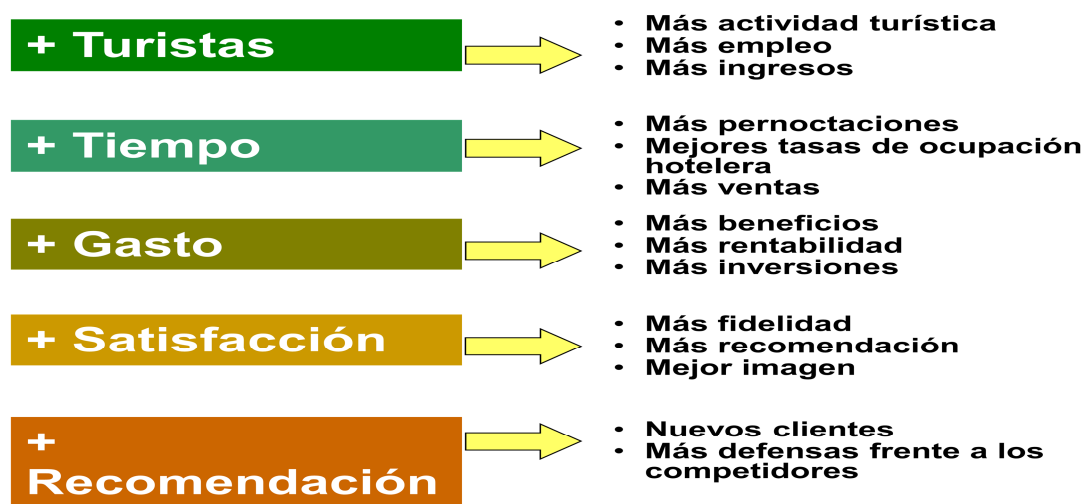 + Turistas
• Más actividad turística
• Más empleo
• Más ingresos
+ Tiempo
• Más pernoctaciones
• Mejores tasas de ocupación
hotelera
• Más ventas
+ Gasto
• Más beneficios
• Más rentabilidad
• Más inversiones
+ Satisfacción
• Más fidelidad
• Más recomendación
• Mejor imagen
+
Recomendación
• Nuevos clientes
• Más defensas frente a los
competidores